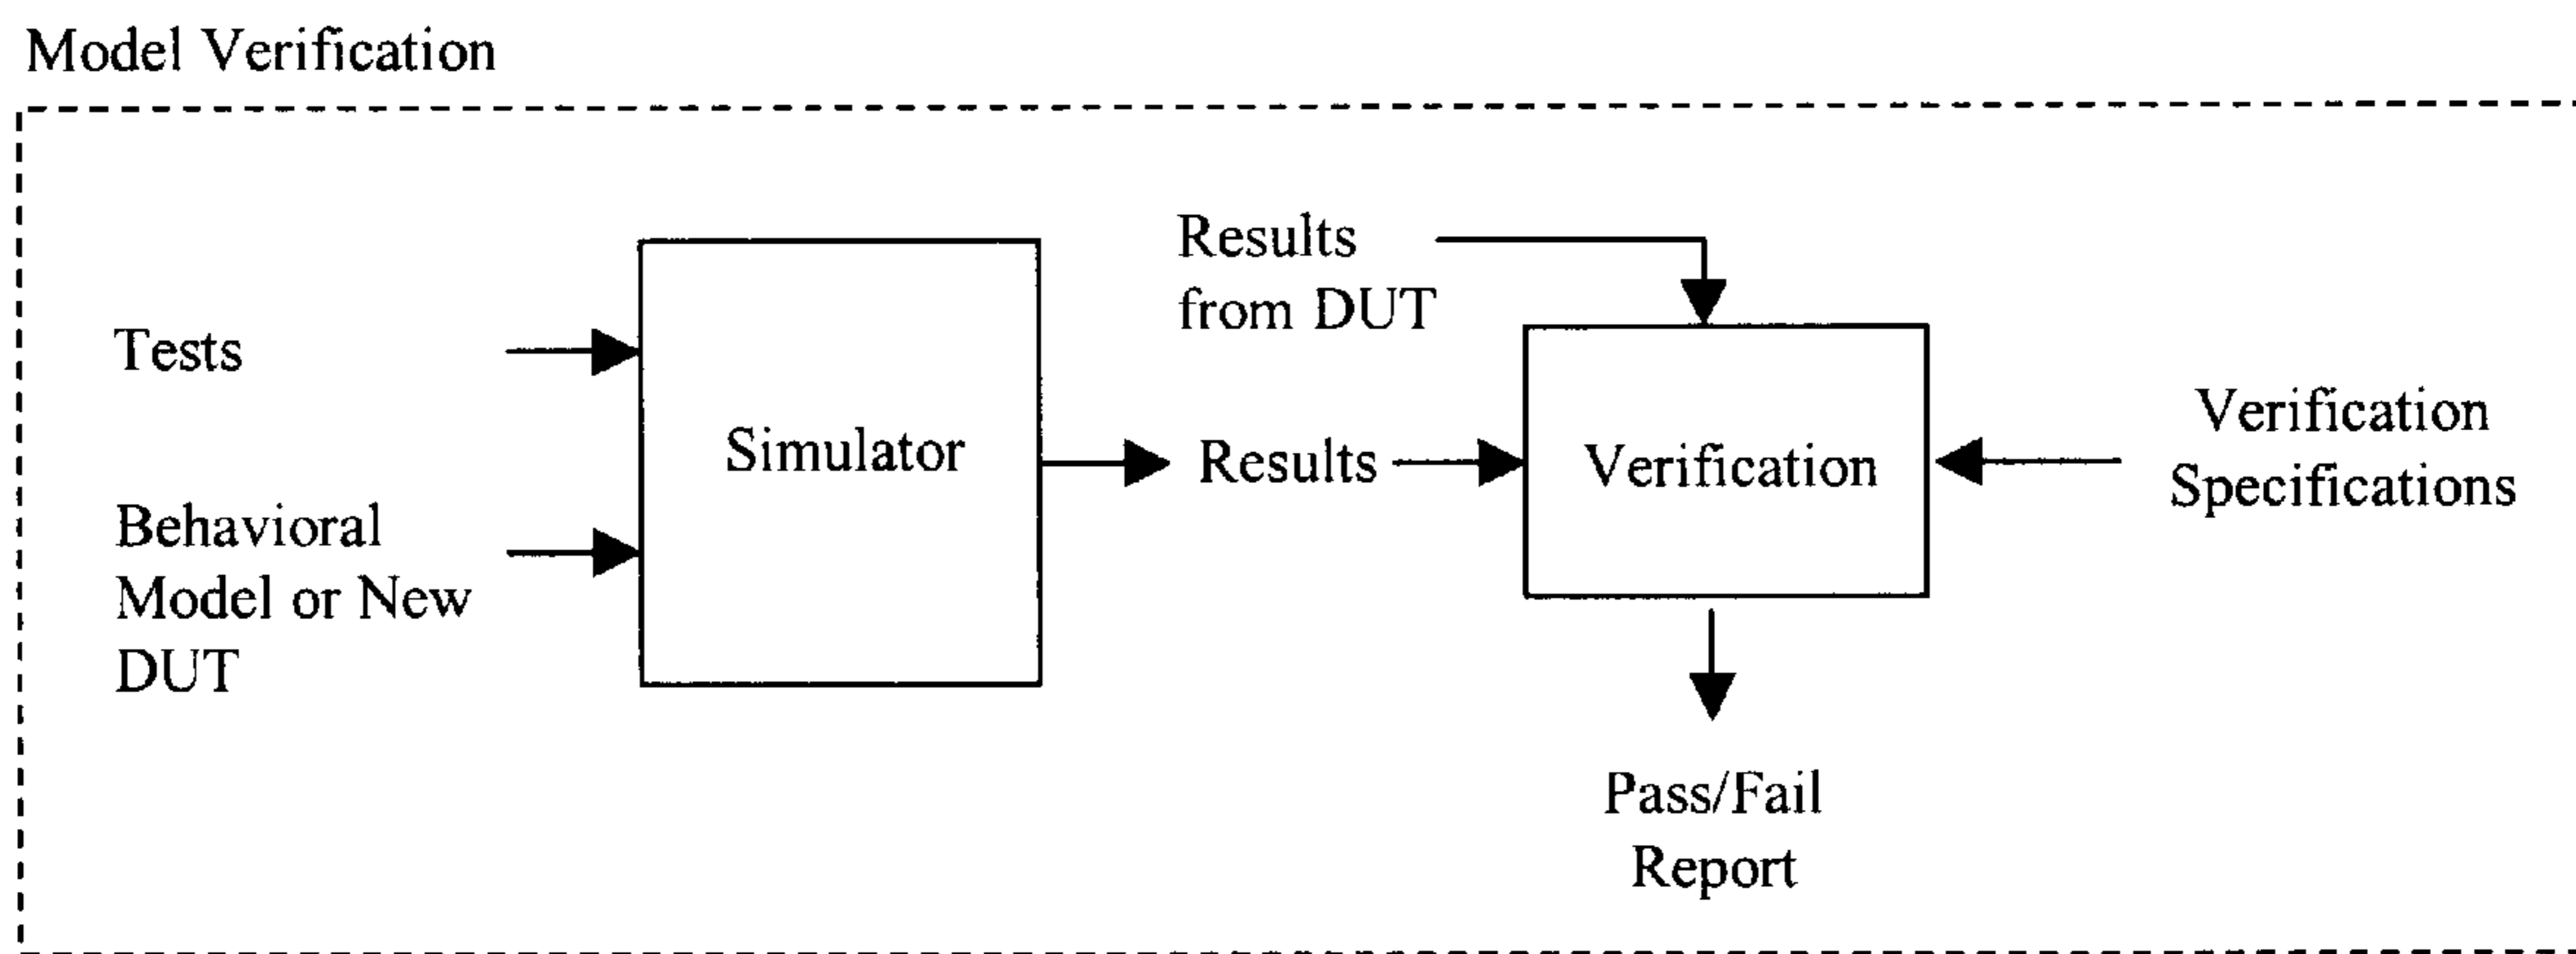 Model Verification
Tests
Behavioral
Model or New
DUT
Simulator
Results
from DUT
Results
Verification
Verification
Specifications
Pass/Fail
Report